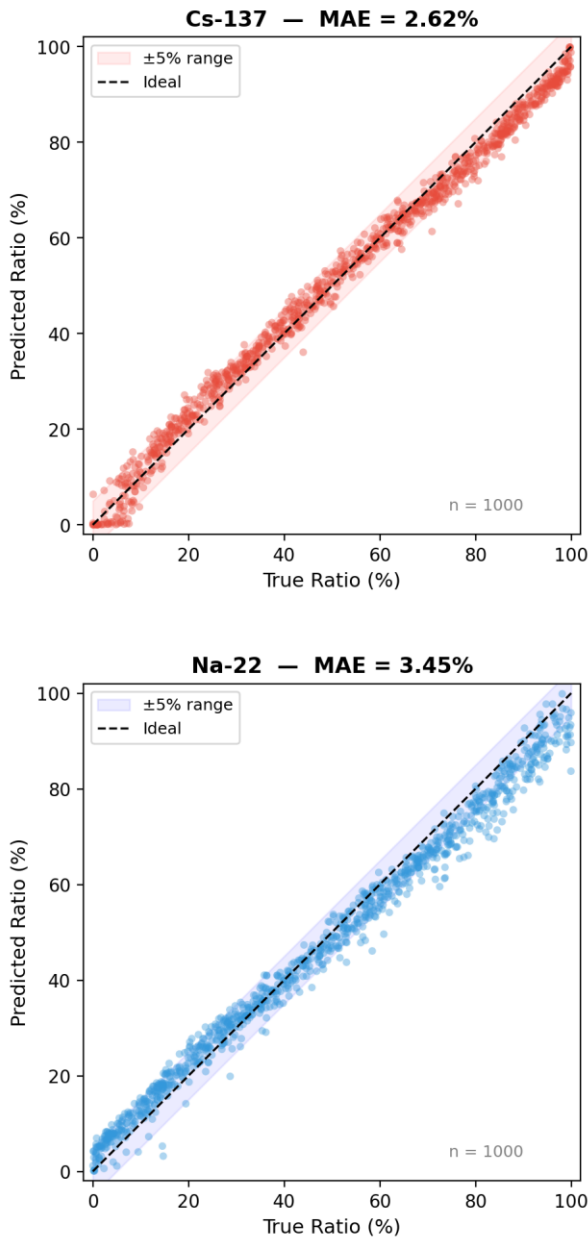 Cs-137 — MAE = 2.62%
±5% range
Ideal
100
80
60
40
20
0
Predicted Ratio (%)
n = 1000
0 20 40 60 80 100
True Ratio (%)
Na-22 — MAE = 3.45%
±5% range
Ideal
100
80
60
40
20
0
Predicted Ratio (%)
n = 1000
0 20 40 60 80 100
True Ratio (%)